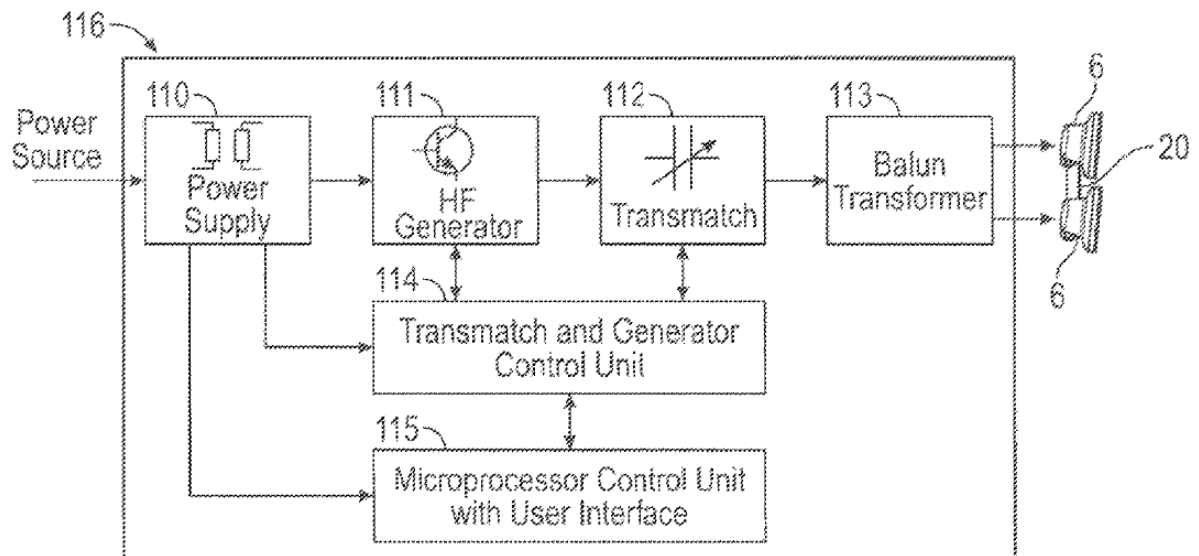 116
110
111
112
113
6
20
Power
Source
Power
Supply
HF
Generator
Transmatch
Balun
Transformer
6
114
Transmatch and Generator
Control Unit
115
Microprocessor Control Unit
with User Interface